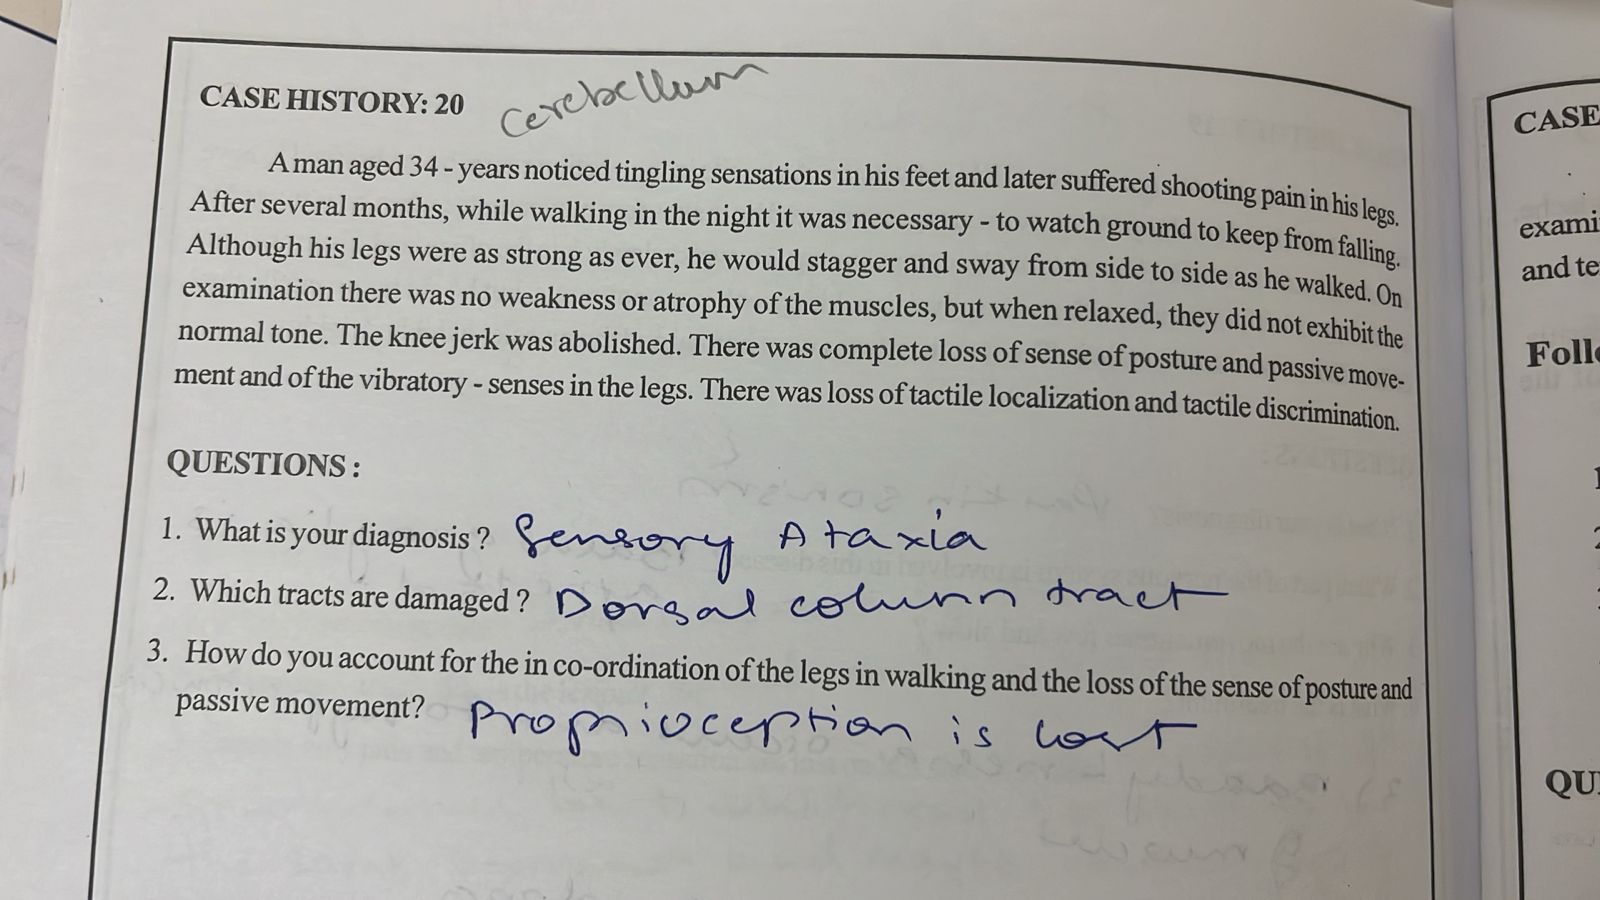 CASE HISTORY: 20 Cerebellum
A man aged 34 - years noticed tingling sensations in his feet and later suffered shooting pain in his legs.
After several months, while walking in the night it was necessary - to watch ground to keep from falling.
Although his legs were as strong as ever, he would stagger and sway from side to side as he walked. On
examination there was no weakness or atrophy of the muscles, but when relaxed, they did not exhibit the
normal tone. The knee jerk was abolished. There was complete loss of sense of posture and passive move-
ment and of the vibratory - senses in the legs. There was loss of tactile localization and tactile discrimination.
QUESTIONS :
1. What is your diagnosis ? Sensory Ataxia
2. Which tracts are damaged ? Dorsal column tract
3. How do you account for the in co-ordination of the legs in walking and the loss of the sense of posture and
passive movement? Proprioception is lost
CASE
exami
and te
Foll
QU